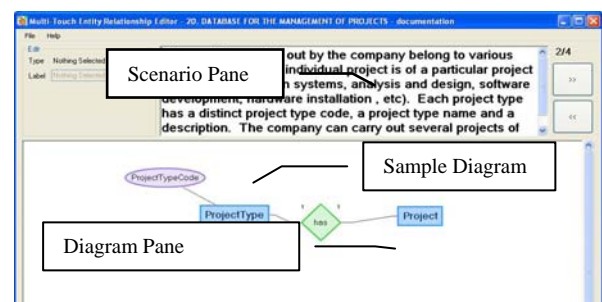 Multi-Touch Entity Relationship Editor - 20. DATABASE FOR THE MANAGEMENT OF PROJECTS - documentation
File Help
Edit
Type Nothing Selected
Label Nothing Selected
out by the company belong to various
individual project is of a particular project
systems, analysis and design, software
development, hardware installation , etc). Each project type
has a distinct project type code, a project type name and a
description. The company can carry out several projects of
2/4
>>
<<
Scenario Pane
Sample Diagram
Diagram Pane
ProjectTypeCode
ProjectType
1
has
1
Project